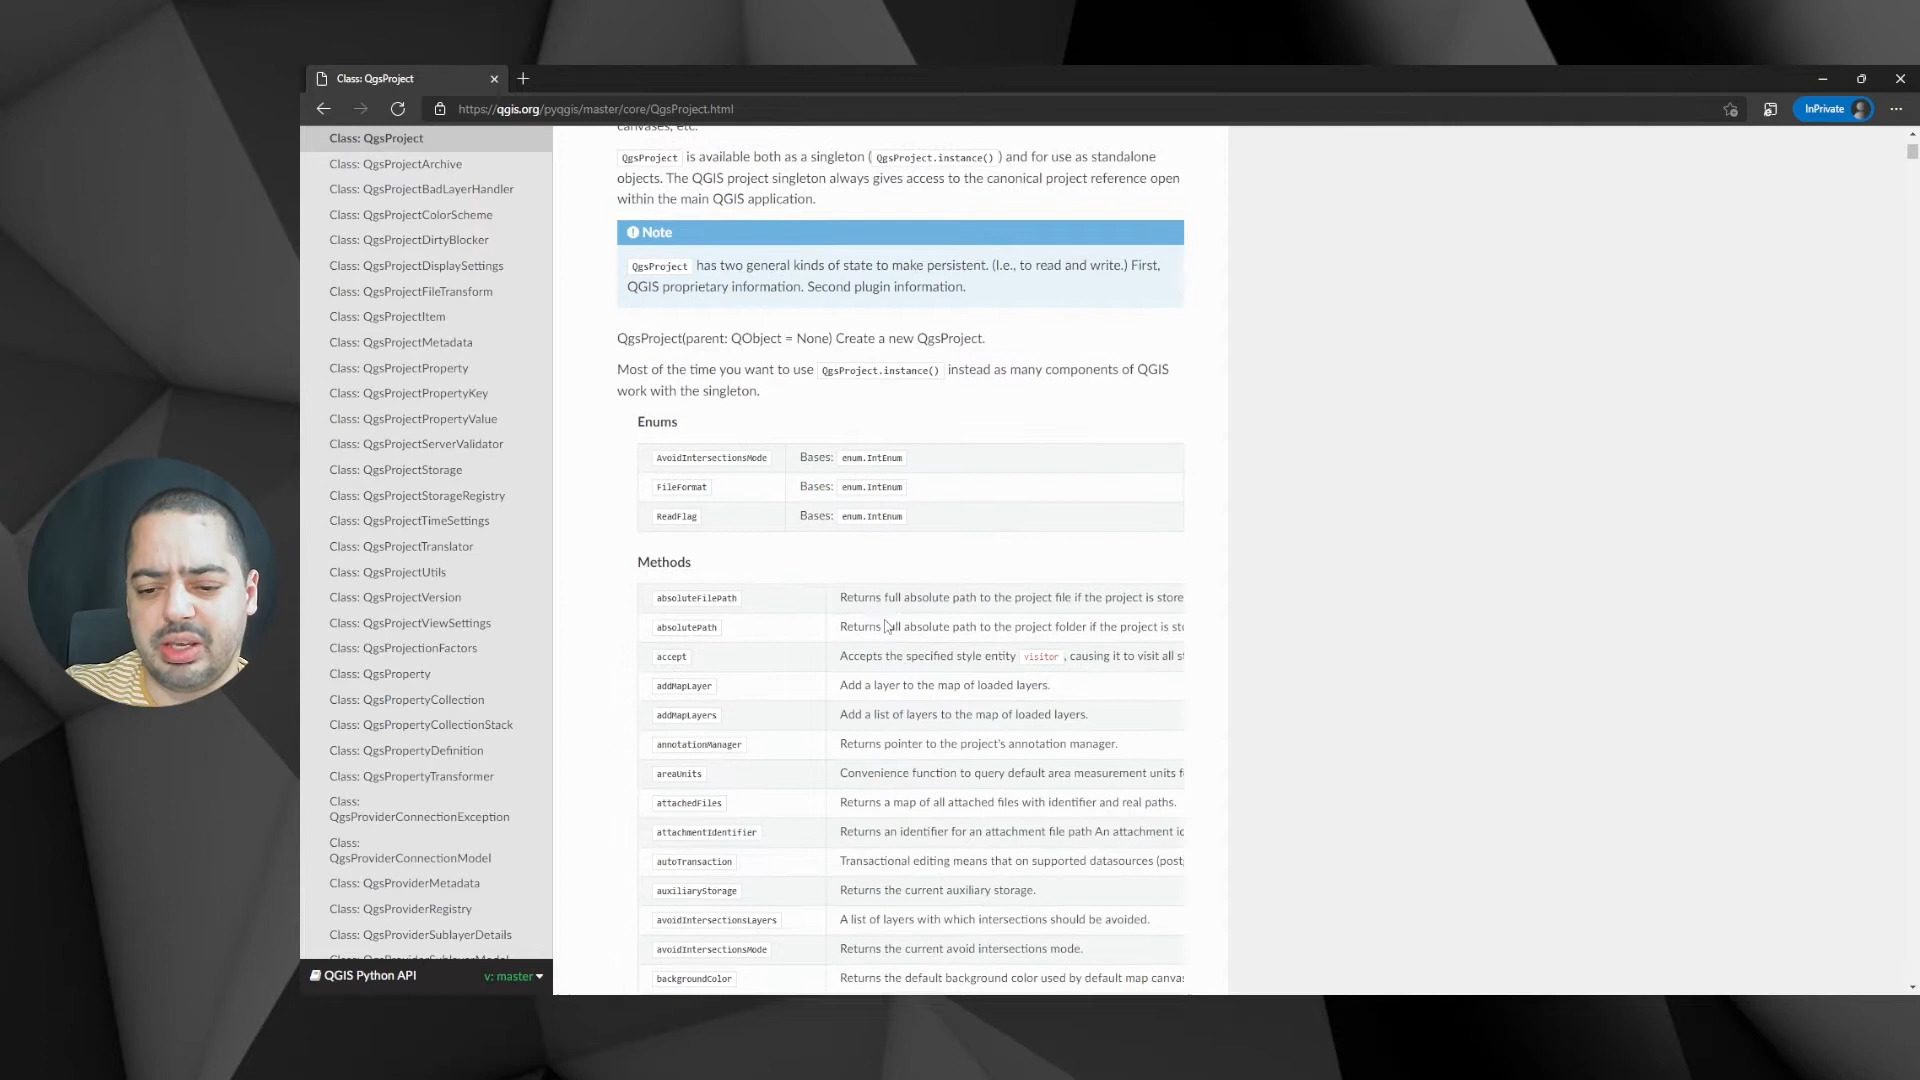 Class: QgsProject
https://qgis.org/pyqgis/master/core/QgsProject.html
InPrivate
Class: QgsProject
Class: QgsProjectArchive
Class: QgsProjectBadLayerHandler
Class: QgsProjectColorScheme
Class: QgsProjectDirtyBlocker
Class: QgsProjectDisplaySettings
Class: QgsProjectFileTransform
Class: QgsProjectItem
Class: QgsProjectMetadata
Class: QgsProjectProperty
Class: QgsProjectPropertyKey
Class: QgsProjectPropertyValue
Class: QgsProjectServerValidator
Class: QgsProjectStorage
Class: QgsProjectStorageRegistry
Class: QgsProjectTimeSettings
Class: QgsProjectTranslator
Class: QgsProjectUtils
Class: QgsProjectVersion
Class: QgsProjectViewSettings
Class: QgsProjectionFactors
Class: QgsProperty
Class: QgsPropertyCollection
Class: QgsPropertyCollectionStack
Class: QgsPropertyDefinition
Class: QgsPropertyTransformer
Class:
QgsProviderConnectionException
Class:
QgsProviderConnectionModel
Class: QgsProviderMetadata
Class: QgsProviderRegistry
Class: QgsProviderSublayerDetails
Class: QgsProviderSublayerModel
QGIS Python API v: master
canvases, etc.
QgsProject is available both as a singleton ( QgsProject.instance() ) and for use as standalone
objects. The QGIS project singleton always gives access to the canonical project reference open
within the main QGIS application.
Note
QgsProject has two general kinds of state to make persistent. (I.e., to read and write.) First,
QGIS proprietary information. Second plugin information.
QgsProject(parent: QObject = None) Create a new QgsProject.
Most of the time you want to use QgsProject.instance() instead as many components of QGIS
work with the singleton.
Enums
AvoidIntersectionsMode Bases: enum.IntEnum
FileFormat Bases: enum.IntEnum
ReadFlag Bases: enum.IntEnum
Methods
absoluteFilePath Returns full absolute path to the project file if the project is store
absolutePath Returns full absolute path to the project folder if the project is sto
accept Accepts the specified style entity visitor , causing it to visit all s
addMapLayer Add a layer to the map of loaded layers.
addMapLayers Add a list of layers to the map of loaded layers.
annotationManager Returns pointer to the project's annotation manager.
areaUnits Convenience function to query default area measurement units f
attachedFiles Returns a map of all attached files with identifier and real paths.
attachmentIdentifier Returns an identifier for an attachment file path An attachment id
autoTransaction Transactional editing means that on supported datasources (post
auxiliaryStorage Returns the current auxiliary storage.
avoidIntersectionsLayers A list of layers with which intersections should be avoided.
avoidIntersectionsMode Returns the current avoid intersections mode.
backgroundColor Returns the default background color used by default map canvas